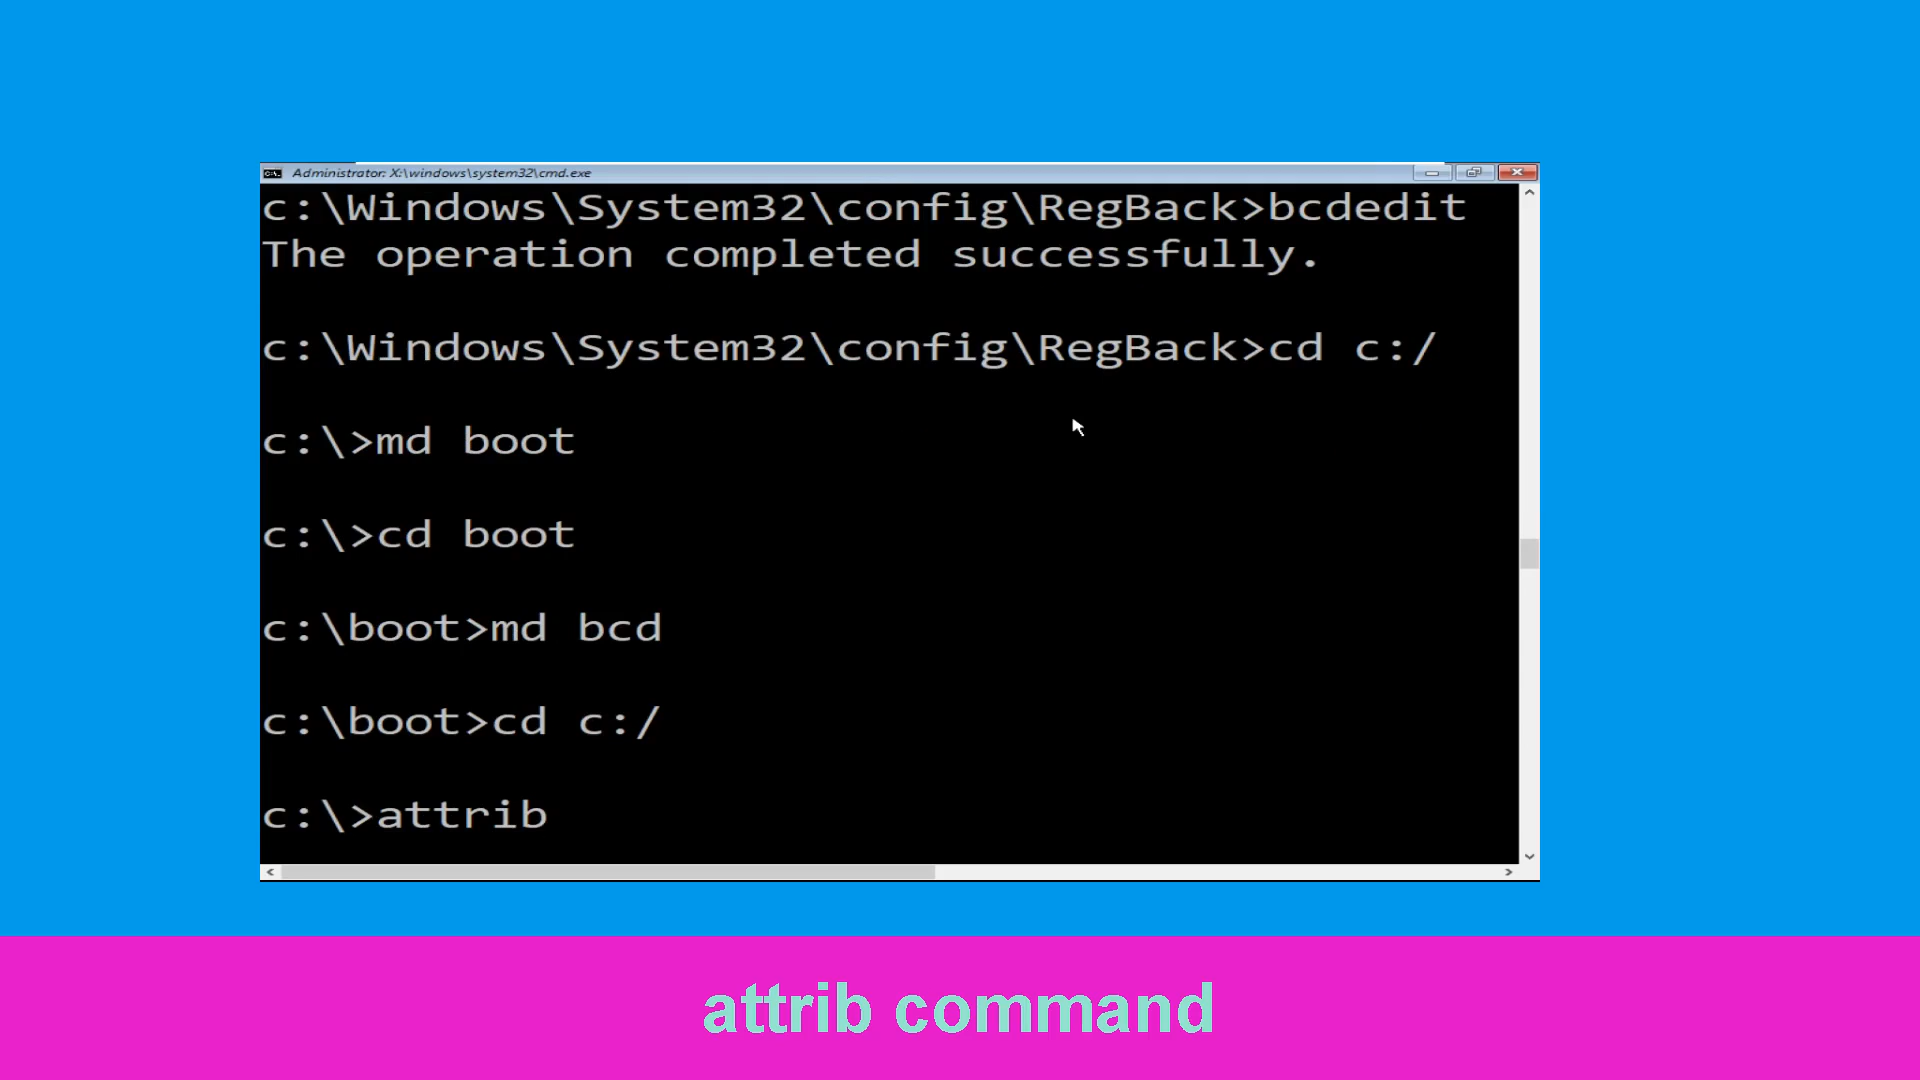 Administrator: X:\windows\system32\cmd.exe
c:\Windows\System32\config\RegBack>bcdedit
The operation completed successfully.
c:\Windows\System32\config\RegBack>cd c:/
c:\>md boot
c:\>cd boot
c:\boot>md bcd
c:\boot>cd c:/
c:\>attrib
attrib command